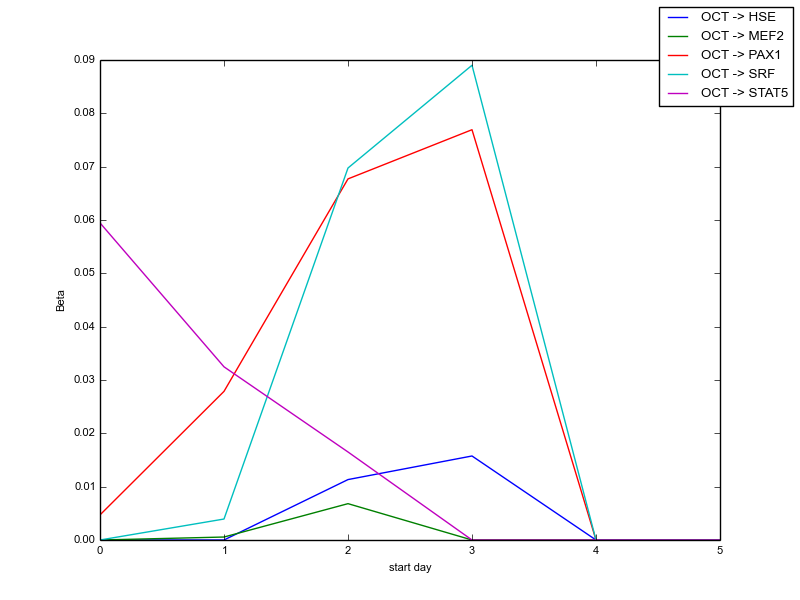 OCT -> HSE
OCT -> MEF2
OCT -> PAX1
OCT -> SRF
OCT -> STAT5
0.09
0.08
0.07
0.06
0.05
0.04
0.03
0.02
0.01
0.00
Beta
0 1 2 3 4 5
start day